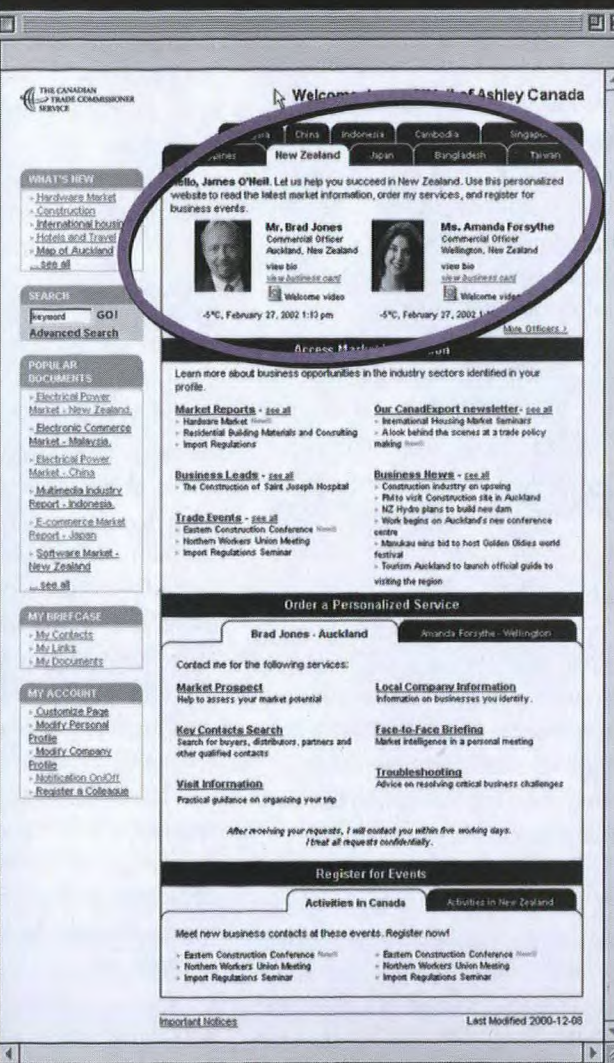 THE CANADIAN
TRADE COMMISSIONER
SERVICE
of Ashley Canada
China Indonesia Cambodia
New Zealand Japan Bangladesh Taiwan
James O'Neil. Let us help you succeed in New Zealand. Use this personalized
website to read the latest market information, order my services, and register for
business events.
Mr. Brad Jones
Commercial Officer
Auckland, New Zealand
view bio
view business card
Welcome video
-5°C, February 27, 2002 1:13 pm
Ms. Amanda Forsythe
Commercial Officer
Wellington, New Zealand
view bio
view business card
Welcome video
-5°C, February 27, 2002
More Officers >
WHAT'S NEW
Hardware Market
Construction
International housing
Hotels and Travel
Map of Auckland
... see all
SEARCH
keyword GO!
Advanced Search
POPULAR
DOCUMENTS
Electrical Power
Market - New Zealand.
Electronic Commerce
Market - Malaysia.
Electrical Power
Market - China
Multimedia Industry
Report - Indonesia.
E-commerce Market
Report - Japan
Software Market -
New Zealand
... see all
MY BRIEFCASE
My Contacts
My Links
My Documents
MY ACCOUNT
Customize Page
Modify Personal
Profile
Modify Company
Profile
Notification On/Off
Register a Colleague
Access
Learn more about business opportunities in the industry sectors identified in your
profile.
Market Reports - see all
Hardware Market New!!
Residential Building Materials and Consulting
Import Regulations
Business Leads - see all
The Construction of Saint Joseph Hospital
Trade Events - see all
Eastern Construction Conference New!!
Northern Workers Union Meeting
Import Regulations Seminar
Our CanadExport newsletter- see all
International Housing Market Seminars
A look behind the scenes at a trade policy
making New!!
Business News - see all
Construction industry on upswing
PM to visit Construction site in Auckland
NZ Hydro plans to build new dam
Work begins on Auckland's new conference
centre
Manukau wins bid to host Golden Oldies world
festival
Tourism Auckland to launch official guide to
visiting the region
Order a Personalized Service
Brad Jones - Auckland Amanda Forsythe - Wellington
Contact me for the following services:
Market Prospect
Help to assess your market potential
Key Contacts Search
Search for buyers, distributors, partners and
other qualified contacts
Visit Information
Practical guidance on organizing your trip
Local Company Information
Information on businesses you identify.
Face-to-Face Briefing
Market intelligence in a personal meeting
Troubleshooting
Advice on resolving critical business challenges
After receiving your requests, I will contact you within five working days.
I treat all requests confidentially.
Register for Events
Activities in Canada Activities in New Zealand
Meet new business contacts at these events. Register now!
Eastern Construction Conference New!!
Northern Workers Union Meeting
Import Regulations Seminar
Eastern Construction Conference New!!
Northern Workers Union Meeting
Import Regulations Seminar
Important Notices
Last Modified 2000-12-08